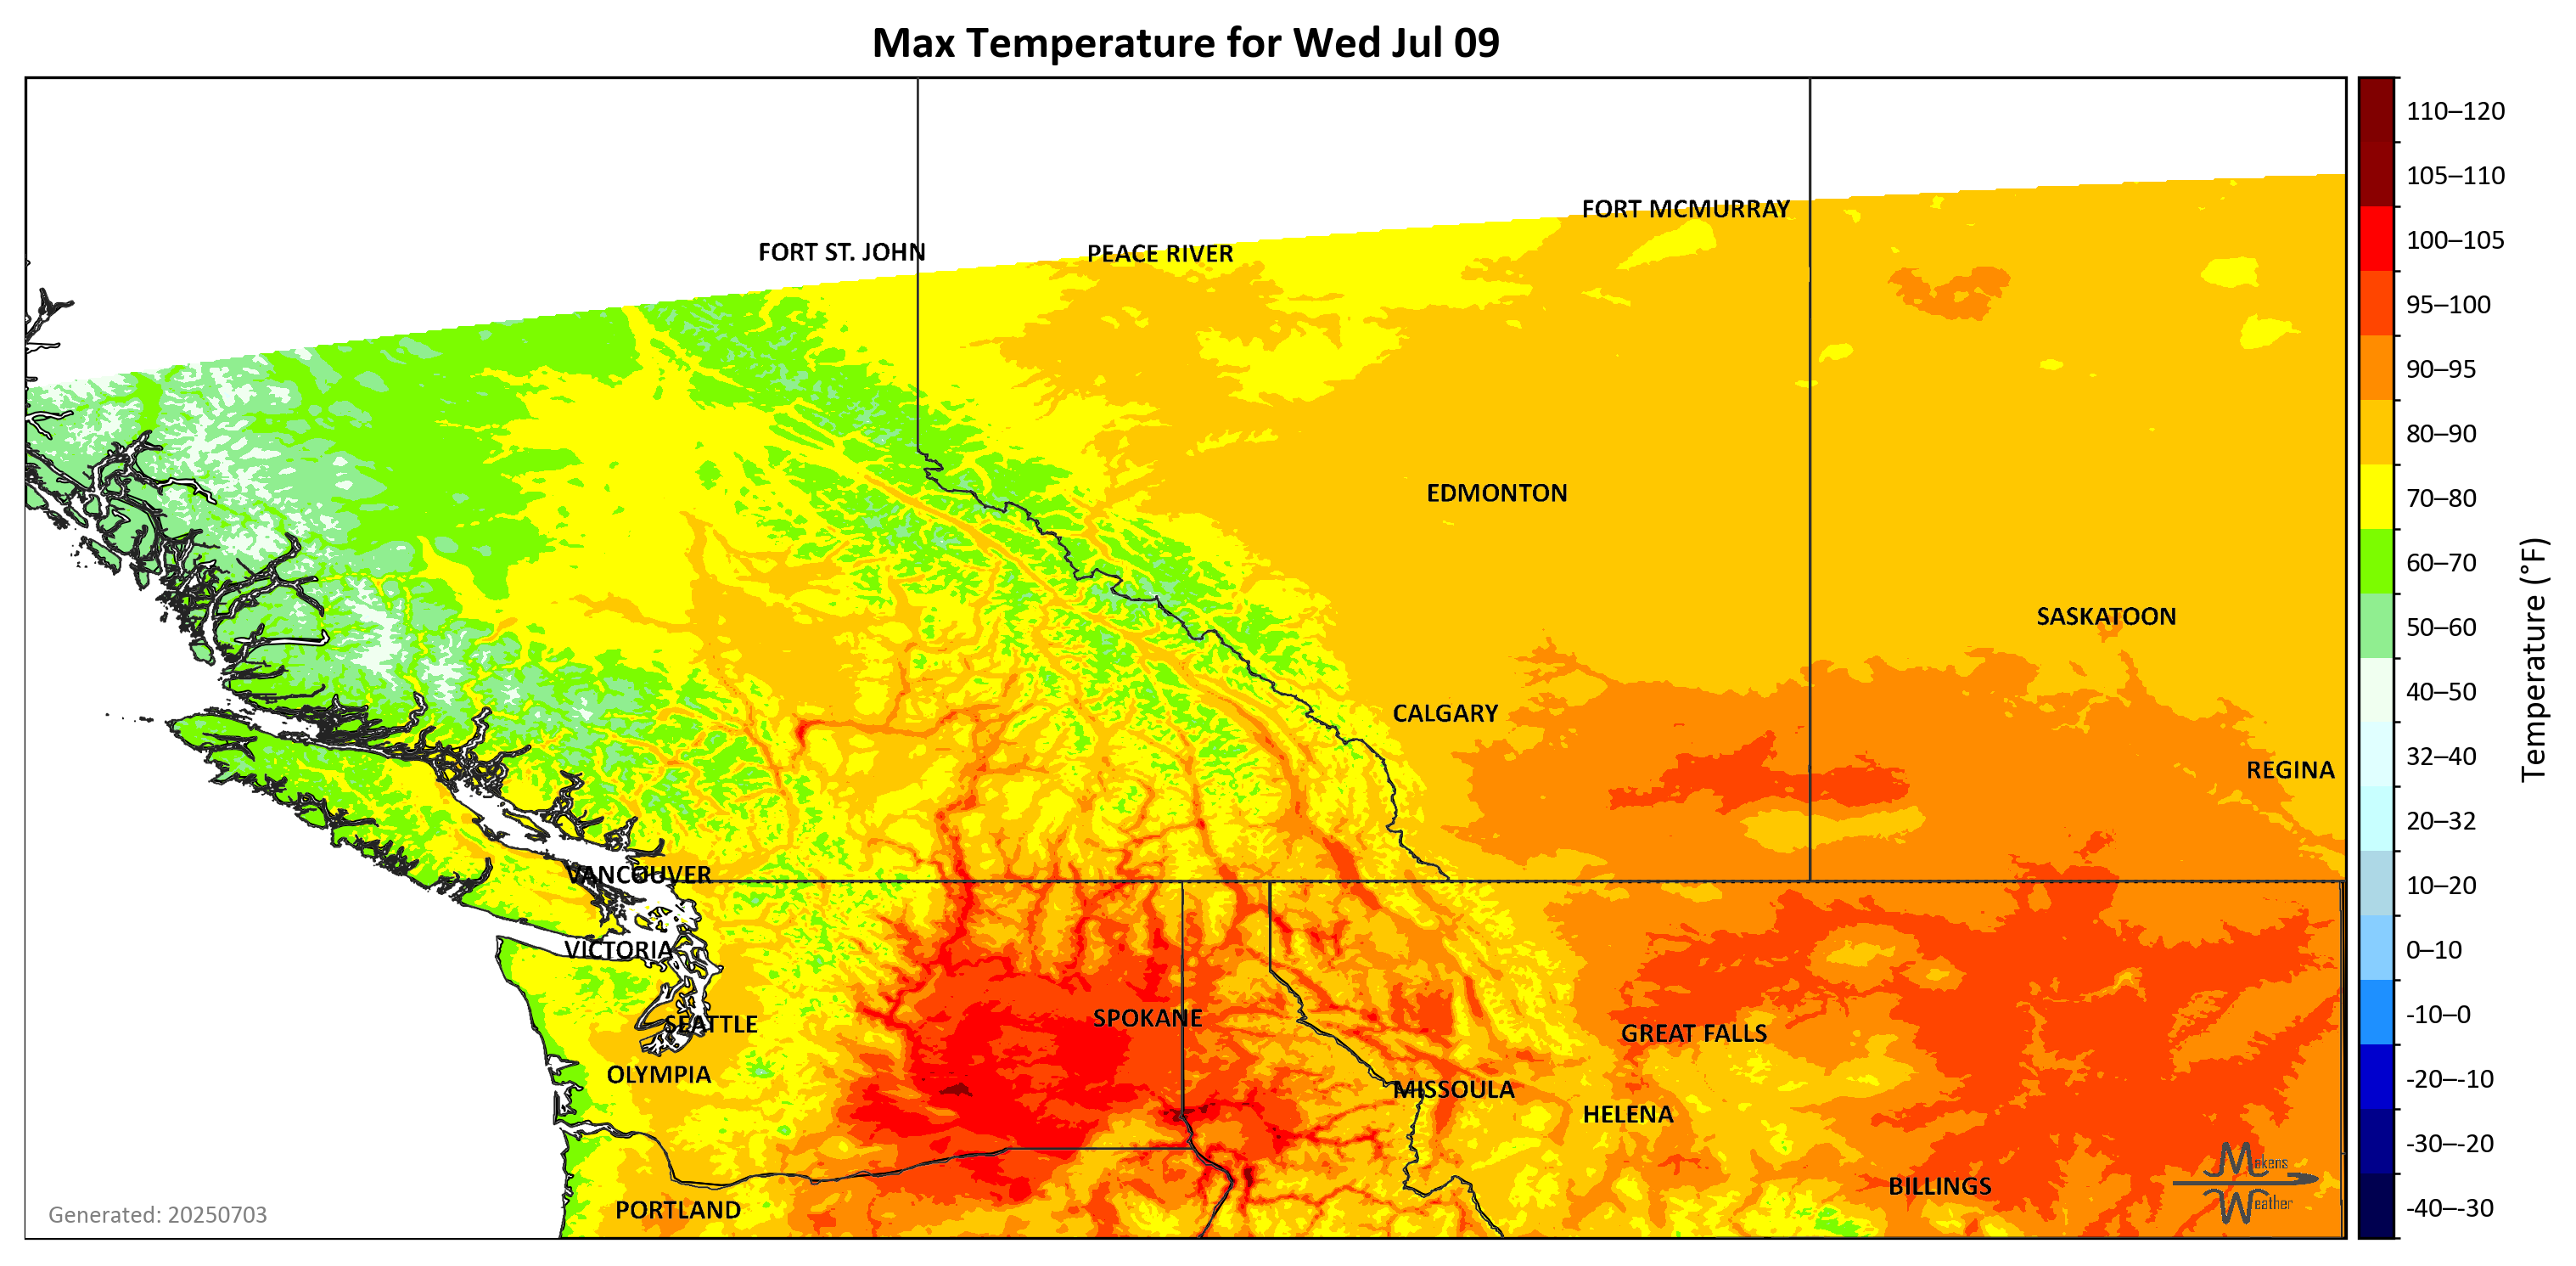 Max Temperature for Wed Jul 09
FORT MCMURRAY
FORT ST. JOHN
PEACE RIVER
EDMONTON
SASKATOON
CALGARY
REGINA
VANCOUVER
VICTORIA
SEATTLE
SPOKANE
GREAT FALLS
OLYMPIA
MISSOULA
HELENA
BILLINGS
PORTLAND
Makens
Weather
Generated: 20250703
110–120
105–110
100–105
95–100
90–95
80–90
70–80
60–70
50–60
40–50
32–40
20–32
10–20
0–10
-10–0
-20–-10
-30–-20
-40–-30
Temperature (°F)